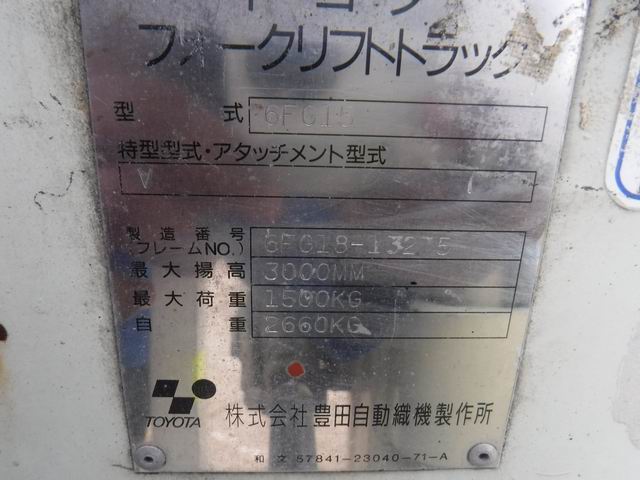 フォークリフトトラック
型 式 6FG15
特型型式・アタッチメント型式
V
製造番号
(フレームNO.) 6FG18-13275
最大揚高 3000MM
最大荷重 1500KG
自 重 2660KG
TOYOTA 株式会社 豊田自動織機製作所
和文 57841-23040-71-A